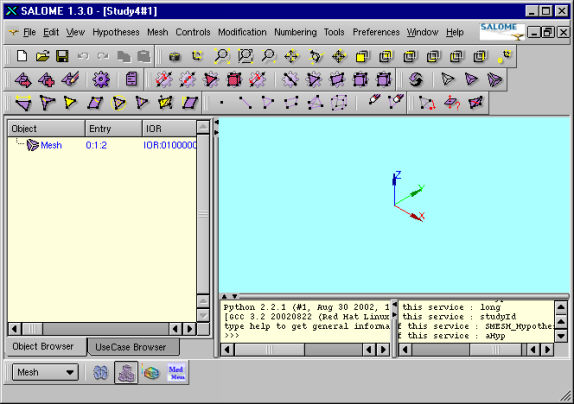 SALOME 1.3.0 - [Study4#1]
File Edit View Hypotheses Mesh Controls Modification Numbering Tools Preferences Window Help
SALOME
Object Entry IOR
Mesh 0:1:2 IOR:0100000
Z
Y
X
Python 2.2.1 (#1, Aug 30 2002, 1
[GCC 3.2 20020822 (Red Hat Linux
type help to get general informa
>>>
this service : long
this service : studyId
f this service : SMESH_Hypothe
f this service : aHyp
Object Browser UseCase Browser
Mesh
Med
Mem